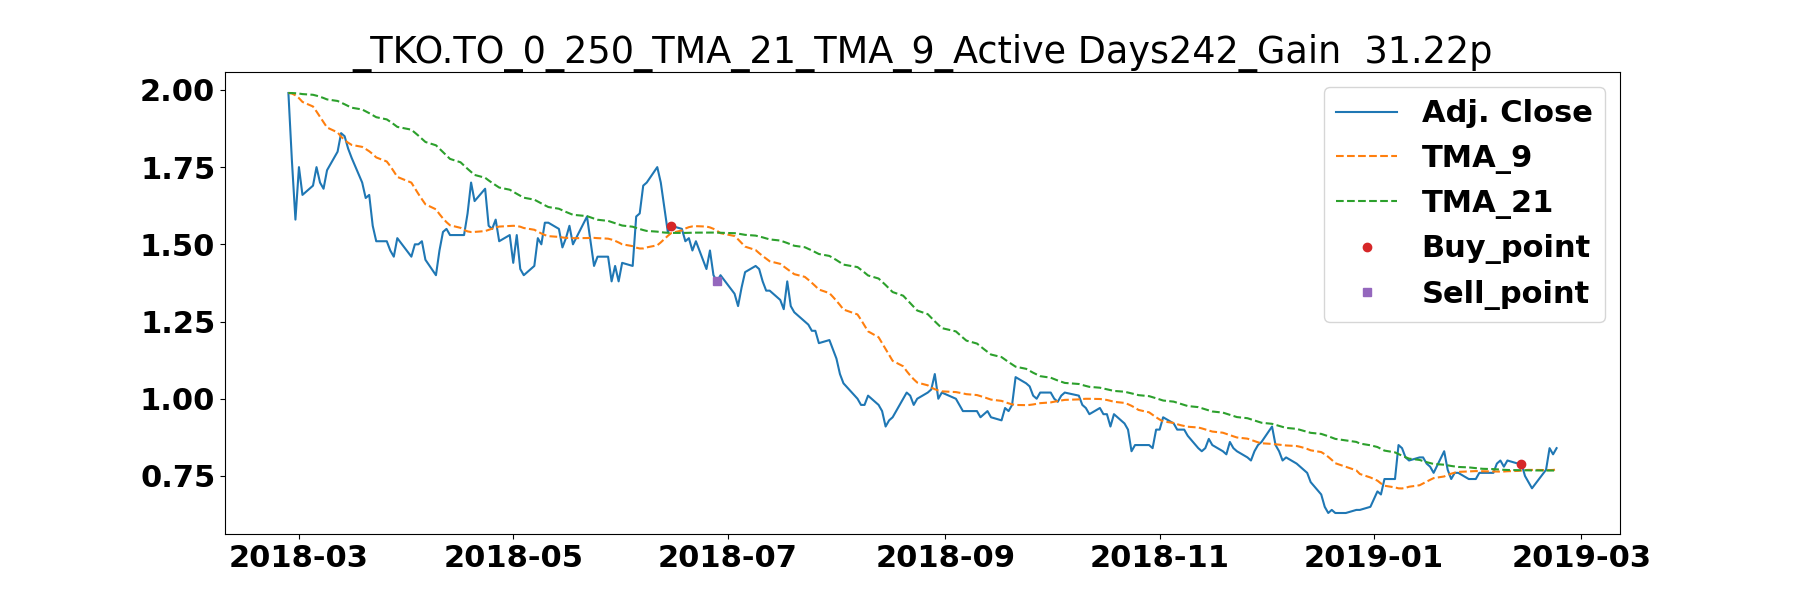 _TKO.TO_0_250_TMA_21_TMA_9_Active Days242_Gain  31.22p
2.00
1.75
1.50
1.25
1.00
0.75
2018-03 2018-05 2018-07 2018-09 2018-11 2019-01 2019-03
Adj. Close
TMA_9
TMA_21
Buy_point
Sell_point